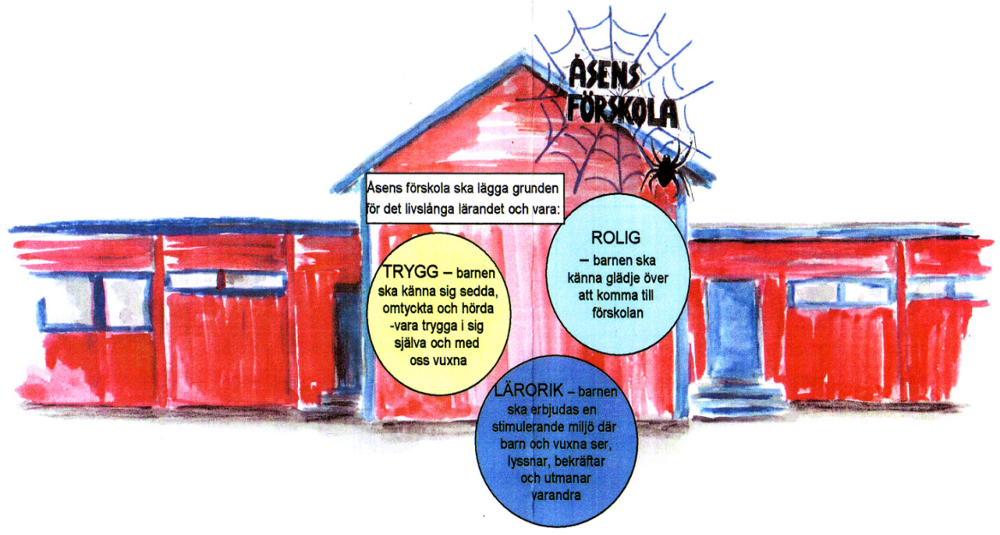 ÅSENS
FÖRSKOLA
Åsens förskola ska lägga grunden
för det livslånga lärandet och vara:
TRYGG – barnen
ska känna sig sedda,
omtyckta och hörda
-vara trygga i sig
själva och med
oss vuxna
ROLIG
– barnen ska
känna glädje över
att komma till
förskolan
LÄRORIK – barnen
ska erbjudas en
stimulerande miljö där
barn och vuxna ser,
lyssnar, bekräftar
och utmanar
varandra